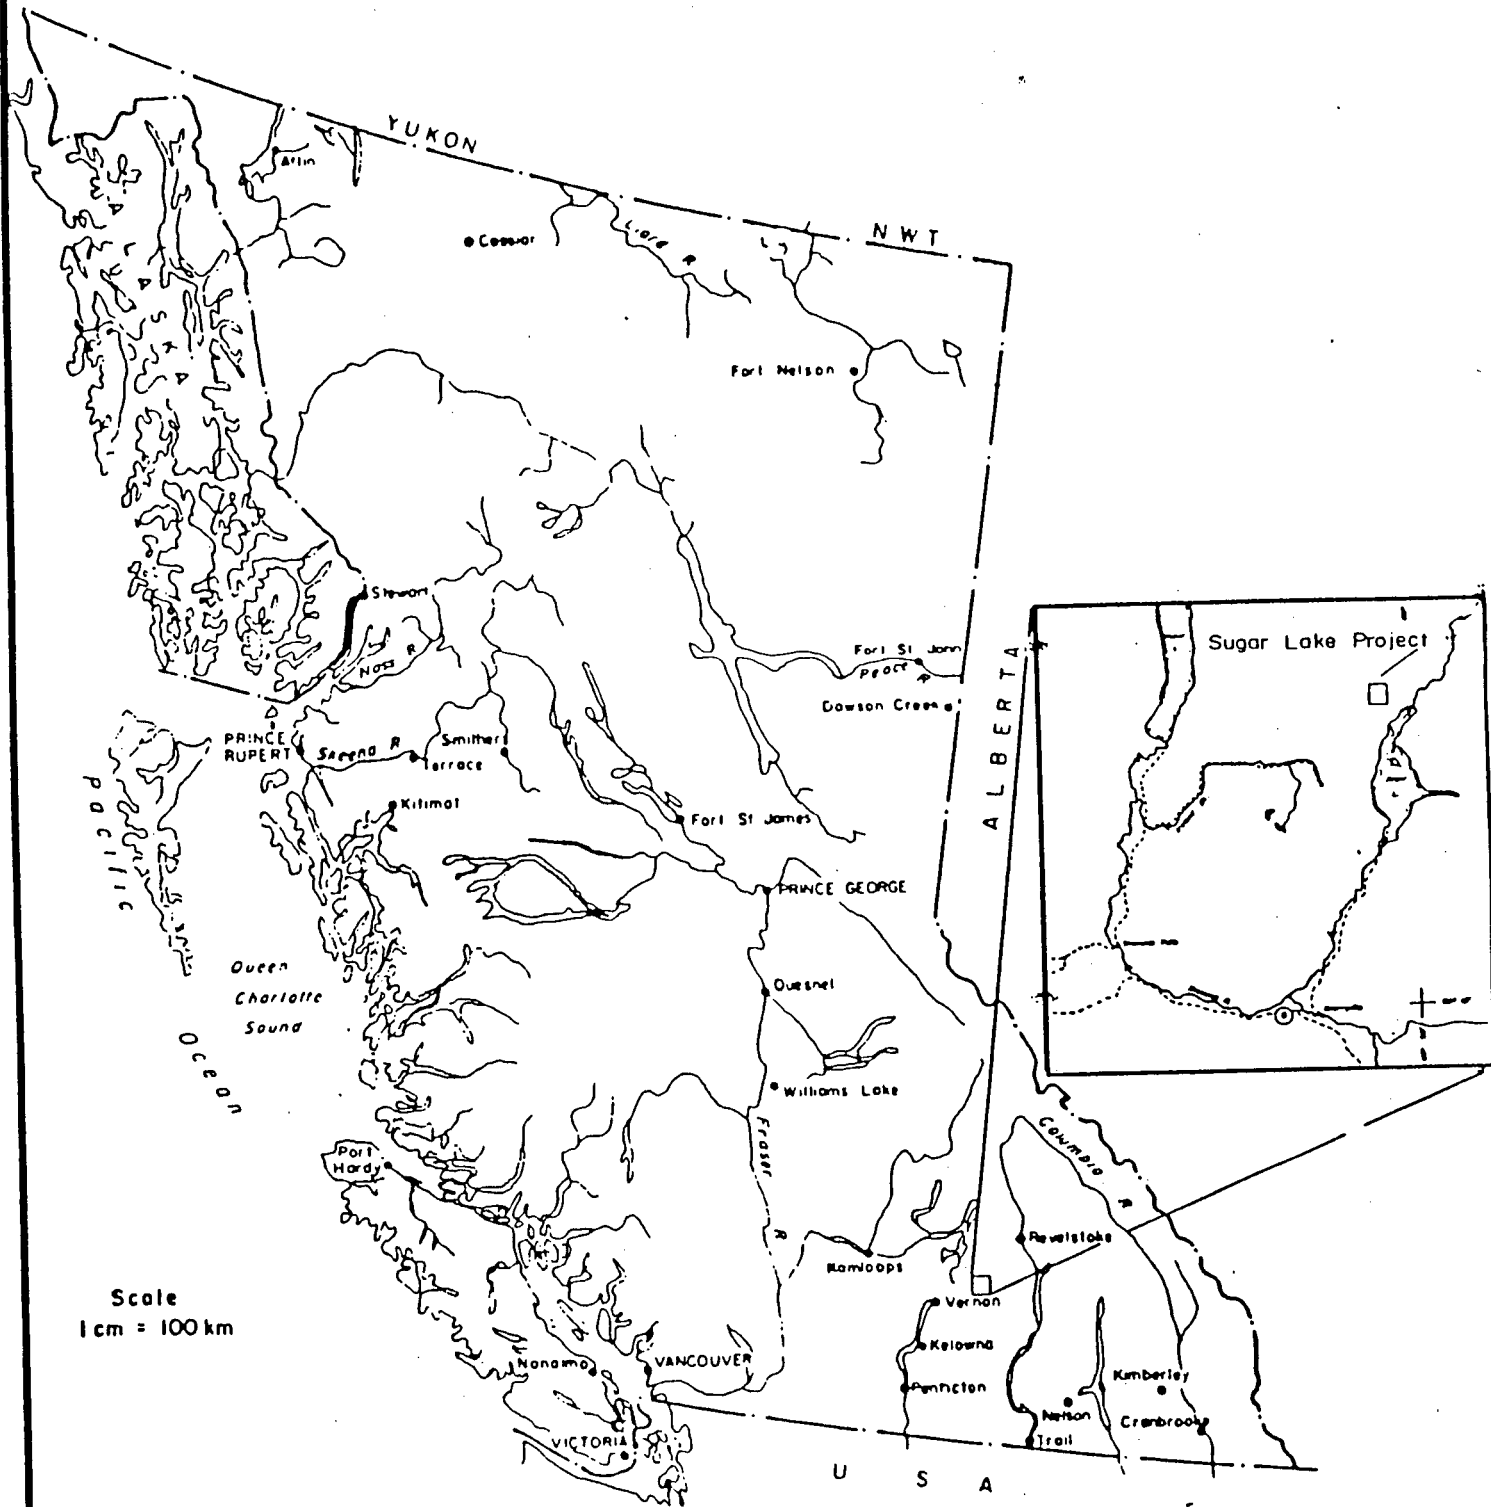 YUKON
Atlin
Cassiar
Liard R
NWT
ALASKA
Fort Nelson
Stewart
Nass R
Fort St John
Peace R
Dawson Creek
ALBERTA
Sugar Lake Project
PRINCE
RUPERT
Skeena R
Smithers
Terrace
Kitimat
Pacific
Ocean
Fort St James
PRINCE GEORGE
Queen
Charlotte
Sound
Quesnel
Williams Lake
Fraser R
Columbia R
Port
Hardy
Revelstoke
Kamloops
Vernon
Scale
1 cm = 100 km
Kelowna
Nanaimo
VANCOUVER
Penticton
Kimberley
Nelson
Cranbrook
Trail
VICTORIA
U S A